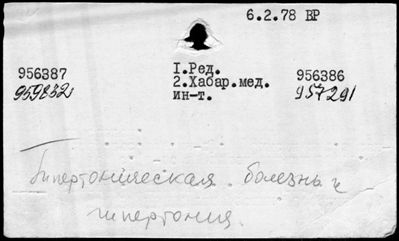 6.2.78 ВР
956387
959232
I.Ред.
2.Хабар.мед.
ин-т.
956386
957291
Гипертоническая болезнь и
гипертония.